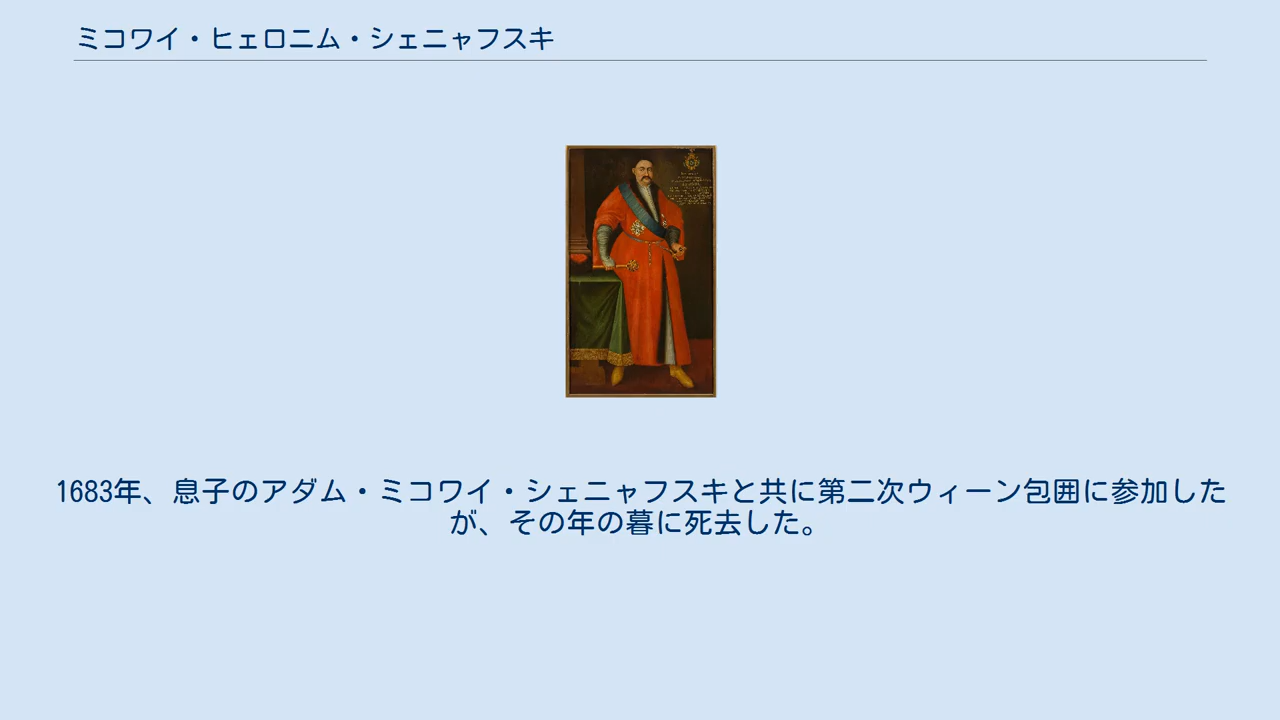 ミコワイ・ヒェロニム・シェニャフスキ
1683年、息子のアダム・ミコワイ・シェニャフスキと共に第二次ウィーン包囲に参加した
が、その年の暮に死去した。